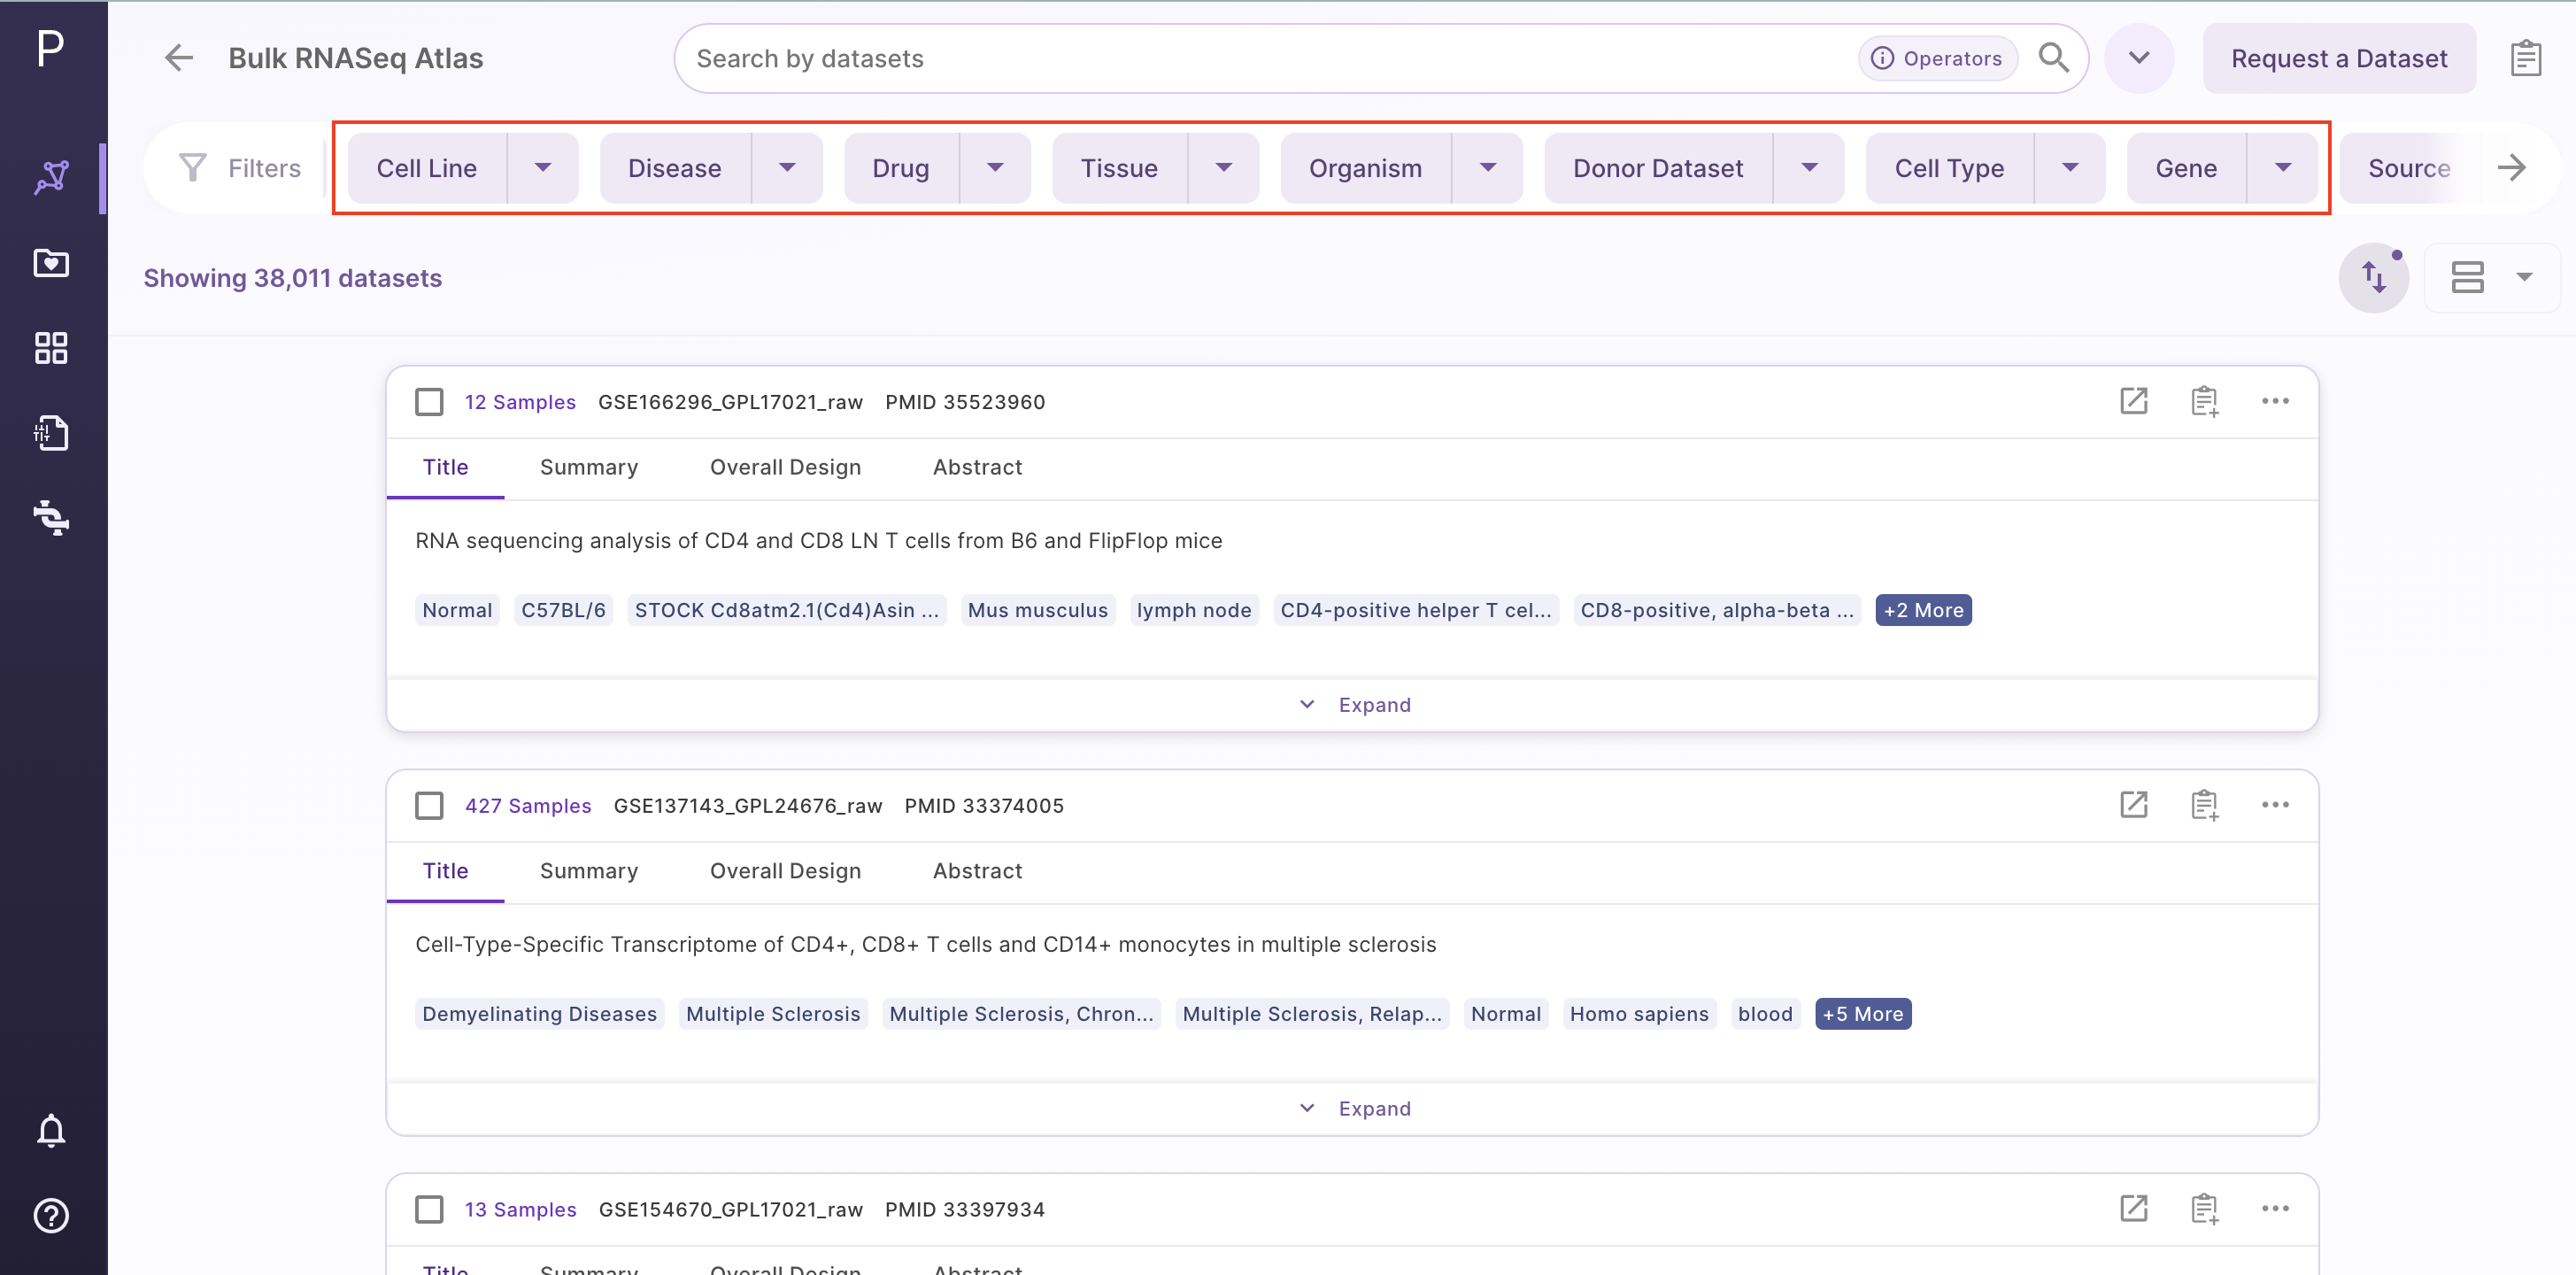 P
Bulk RNASeq Atlas
Search by datasets
Operators
Request a Dataset
Filters
Cell Line
Disease
Drug
Tissue
Organism
Donor Dataset
Cell Type
Gene
Source
Showing 38,011 datasets
12 Samples GSE166296_GPL17021_raw PMID 35523960
Title Summary Overall Design Abstract
RNA sequencing analysis of CD4 and CD8 LN T cells from B6 and FlipFlop mice
Normal C57BL/6 STOCK Cd8atm2.1(Cd4)Asin ... Mus musculus lymph node CD4-positive helper T cel... CD8-positive, alpha-beta ... +2 More
Expand
427 Samples GSE137143_GPL24676_raw PMID 33374005
Title Summary Overall Design Abstract
Cell-Type-Specific Transcriptome of CD4+, CD8+ T cells and CD14+ monocytes in multiple sclerosis
Demyelinating Diseases Multiple Sclerosis Multiple Sclerosis, Chron... Multiple Sclerosis, Relap... Normal Homo sapiens blood +5 More
Expand
13 Samples GSE154670_GPL17021_raw PMID 33397934
Title Summary Overall Design Abstract